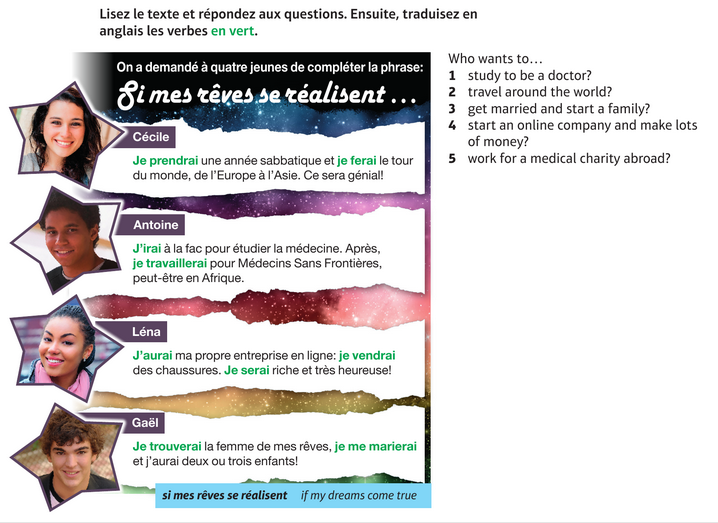 Lisez le texte et répondez aux questions. Ensuite, traduisez en
anglais les verbes en vert.
On a demandé à quatre jeunes de compléter la phrase:
Si mes rêves se réalisent ...
Cécile
Je prendrai une année sabbatique et je ferai le tour
du monde, de l'Europe à l'Asie. Ce sera génial!
Antoine
J'irai à la fac pour étudier la médecine. Après,
je travaillerai pour Médecins Sans Frontières,
peut-être en Afrique.
Léna
J'aurai ma propre entreprise en ligne: je vendrai
des chaussures. Je serai riche et très heureuse!
Gaël
Je trouverai la femme de mes rêves, je me marierai
et j'aurai deux ou trois enfants!
si mes rêves se réalisent if my dreams come true
Who wants to...
1 study to be a doctor?
2 travel around the world?
3 get married and start a family?
4 start an online company and make lots
of money?
5 work for a medical charity abroad?